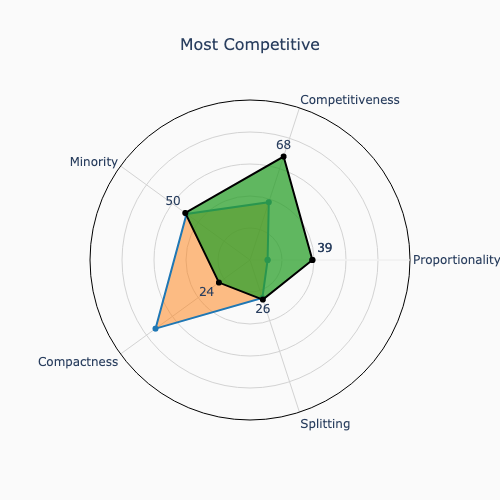 Most Competitive
Competitiveness
68
Minority
50
39
Proportionality
24
26
Compactness
Splitting